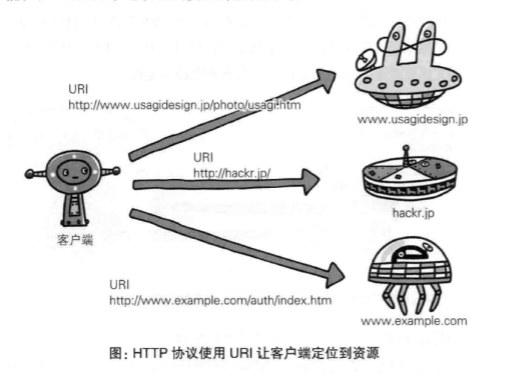 URI
http://www.usagidesign.jp/photo/usagi.htm
www.usagidesign.jp
URI
http://hackr.jp/
hackr.jp
客户端
URI
http://www.example.com/auth/index.htm
www.example.com
图：HTTP 协议使用 URI 让客户端定位到资源